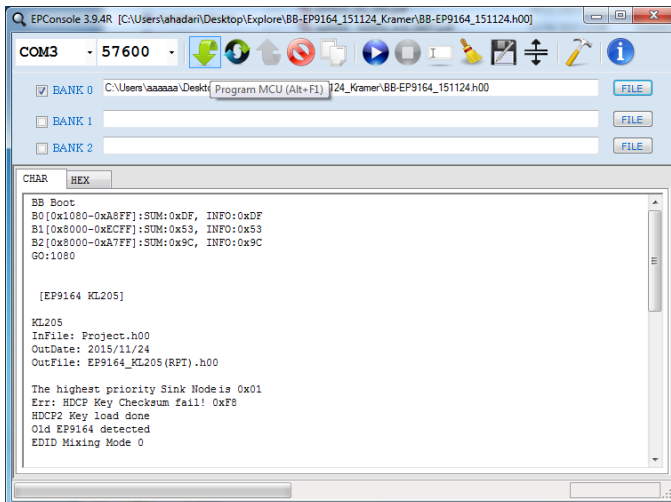 EPConsole 3.9.4R [C:\Users\ahadari\Desktop\Explore\BB-EP9164_151124_Kramer\BB-EP9164_151124.h00]
COM3 57600
BANK 0 C:\Users\aaaaaa\Deskt 124_Kramer\BB-EP9164_151124.h00 FILE
Program MCU (Alt+F1)
BANK 1 FILE
BANK 2 FILE
CHAR HEX
BB Boot
B0[0x1080-0xA8FF]:SUM:0xDF, INFO:0xDF
B1[0x8000-0xECFF]:SUM:0x53, INFO:0x53
B2[0x8000-0xA7FF]:SUM:0x9C, INFO:0x9C
GO:1080
[EP9164 KL205]
KL205
InFile: Project.h00
OutDate: 2015/11/24
OutFile: EP9164_KL205(RPT).h00
The highest priority Sink Node is 0x01
Err: HDCP Key Checksum fail! 0xF8
HDCP2 Key load done
Old EP9164 detected
EDID Mixing Mode 0